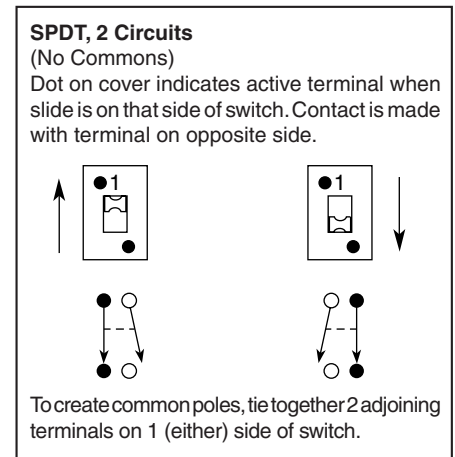 SPDT, 2 Circuits
(No Commons)
Dot on cover indicates active terminal when
slide is on that side of switch. Contact is made
with terminal on opposite side.
1
1
To create common poles, tie together 2 adjoining
terminals on 1 (either) side of switch.